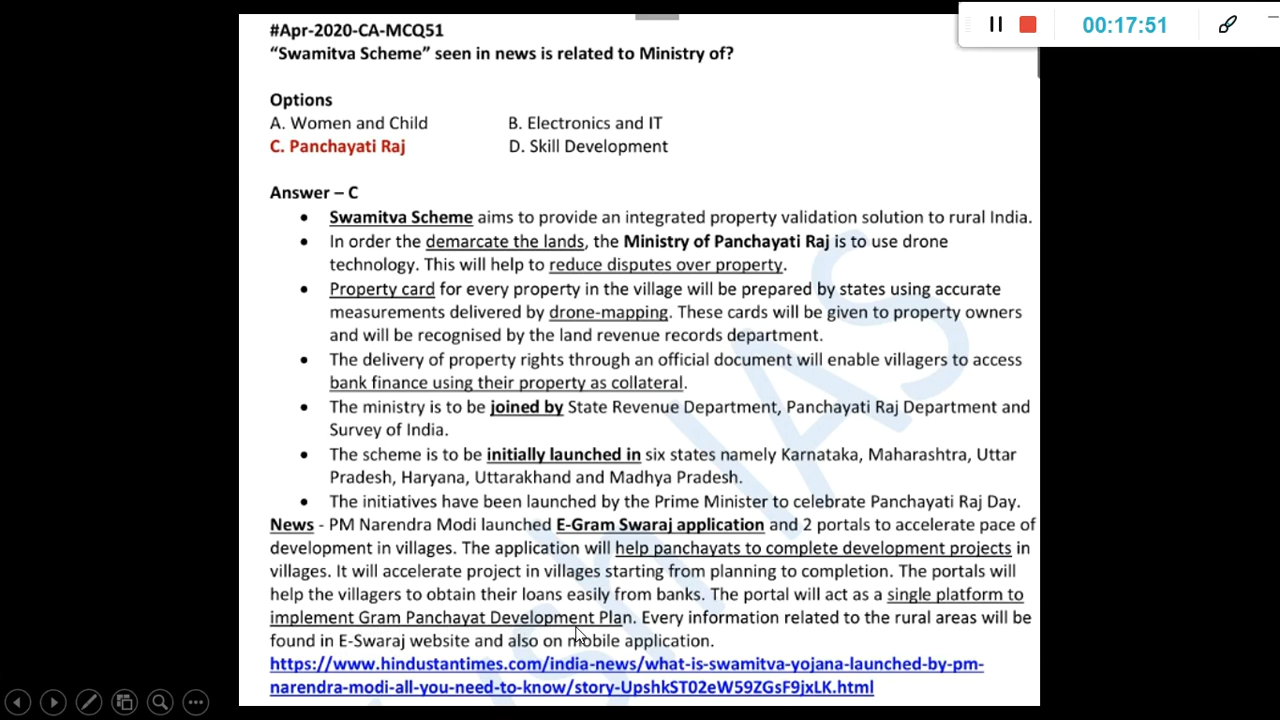 00:17:51
#Apr-2020-CA-MCQ51
“Swamitva Scheme” seen in news is related to Ministry of?
Options
A. Women and Child B. Electronics and IT
C. Panchayati Raj D. Skill Development
Answer – C
• Swamitva Scheme aims to provide an integrated property validation solution to rural India.
• In order the demarcate the lands, the Ministry of Panchayati Raj is to use drone
technology. This will help to reduce disputes over property.
• Property card for every property in the village will be prepared by states using accurate
measurements delivered by drone-mapping. These cards will be given to property owners
and will be recognised by the land revenue records department.
• The delivery of property rights through an official document will enable villagers to access
bank finance using their property as collateral.
• The ministry is to be joined by State Revenue Department, Panchayati Raj Department and
Survey of India.
• The scheme is to be initially launched in six states namely Karnataka, Maharashtra, Uttar
Pradesh, Haryana, Uttarakhand and Madhya Pradesh.
• The initiatives have been launched by the Prime Minister to celebrate Panchayati Raj Day.
News - PM Narendra Modi launched E-Gram Swaraj application and 2 portals to accelerate pace of
development in villages. The application will help panchayats to complete development projects in
villages. It will accelerate project in villages starting from planning to completion. The portals will
help the villagers to obtain their loans easily from banks. The portal will act as a single platform to
implement Gram Panchayat Development Plan. Every information related to the rural areas will be
found in E-Swaraj website and also on mobile application.
https://www.hindustantimes.com/india-news/what-is-swamitva-yojana-launched-by-pm-
narendra-modi-all-you-need-to-know/story-UpshkST02eW59ZGsF9jxLK.html
IAS